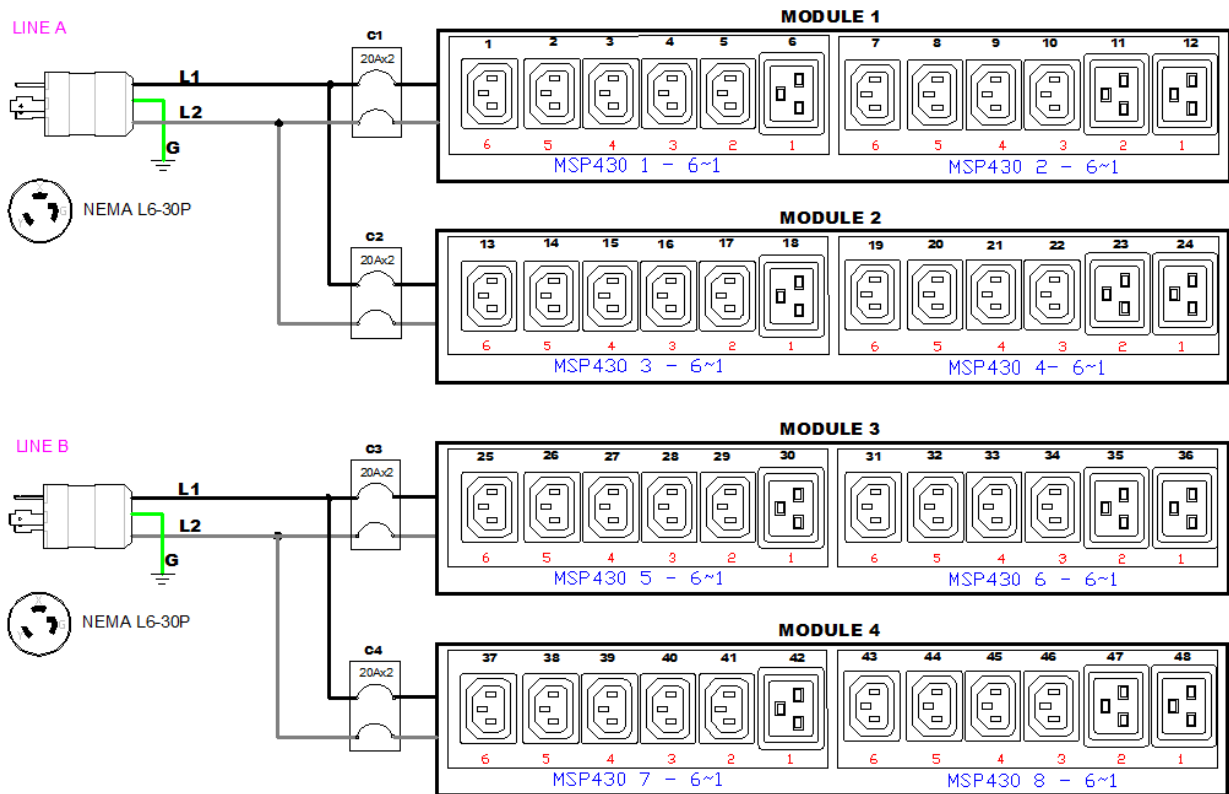 LINE A
L1
L2
G
NEMA L6-30P
X
Y
G
C1
20Ax2
MODULE 1
1 2 3 4 5 6 7 8 9 10 11 12
6 5 4 3 2 1 6 5 4 3 2 1
MSP430 1 - 6~1 MSP430 2 - 6~1
C2
20Ax2
MODULE 2
13 14 15 16 17 18 19 20 21 22 23 24
6 5 4 3 2 1 6 5 4 3 2 1
MSP430 3 - 6~1 MSP430 4- 6~1
LINE B
L1
L2
G
NEMA L6-30P
X
Y
G
C3
20Ax2
MODULE 3
25 26 27 28 29 30 31 32 33 34 35 36
6 5 4 3 2 1 6 5 4 3 2 1
MSP430 5 - 6~1 MSP430 6 - 6~1
C4
20Ax2
MODULE 4
37 38 39 40 41 42 43 44 45 46 47 48
6 5 4 3 2 1 6 5 4 3 2 1
MSP430 7 - 6~1 MSP430 8 - 6~1